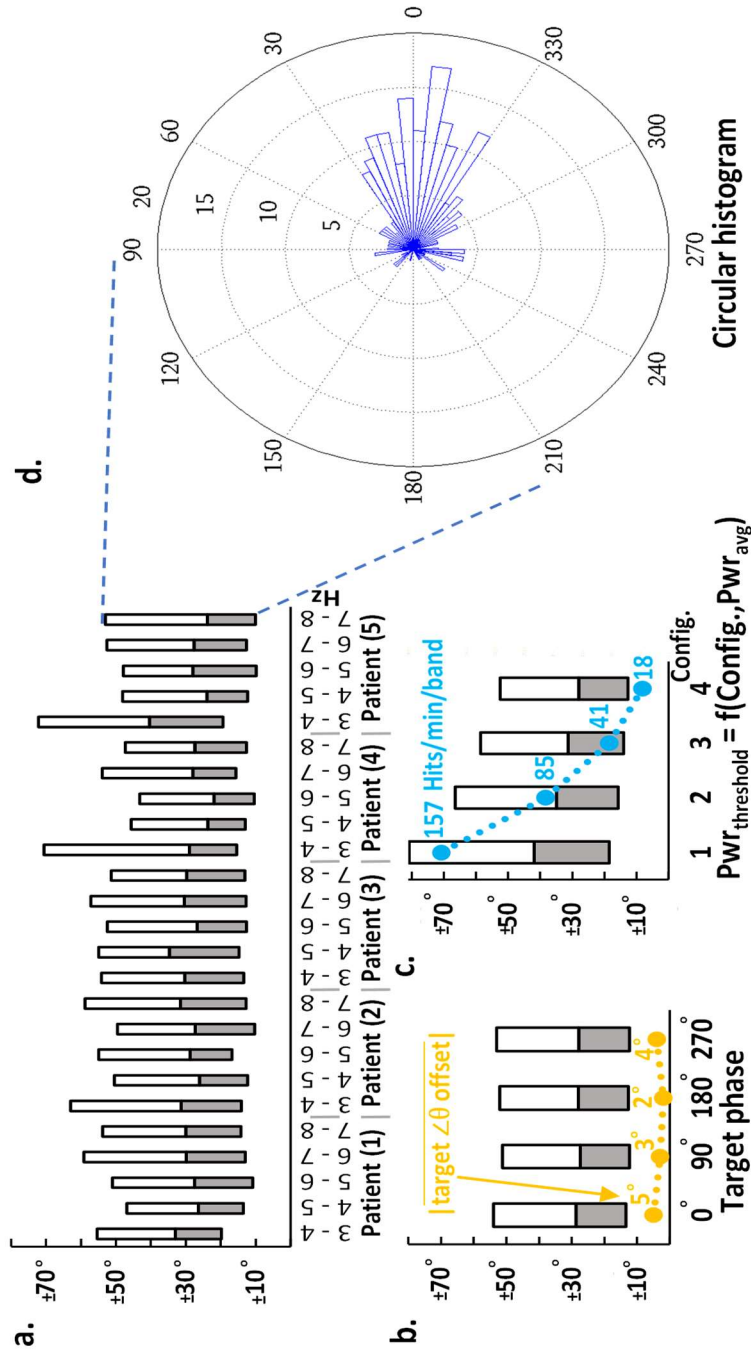 a.
±70°
±50°
±30°
±10°
3 - 4
4 - 5
5 - 6
6 - 7
7 - 8
3 - 4
4 - 5
5 - 6
6 - 7
7 - 8
3 - 4
4 - 5
5 - 6
6 - 7
7 - 8
3 - 4
4 - 5
5 - 6
6 - 7
7 - 8
3 - 4
4 - 5
5 - 6
6 - 7
7 - 8
Hz
Patient (1) | Patient (2) | Patient (3) | Patient (4) | Patient (5)
b.
±70°
±50°
±30°
±10°
|target ∠θ offset|
5°
3°
2°
4°
0° 90° 180° 270°
Target phase
c.
±70°
±50°
±30°
±10°
157 Hits/min/band
85
41
18
1 2 3 4 Config.
Pwr threshold = f(Config.,Pwr avg)
d.
0
30
60
90
120
150
180
210
240
270
300
330
5
10
15
20
Circular histogram